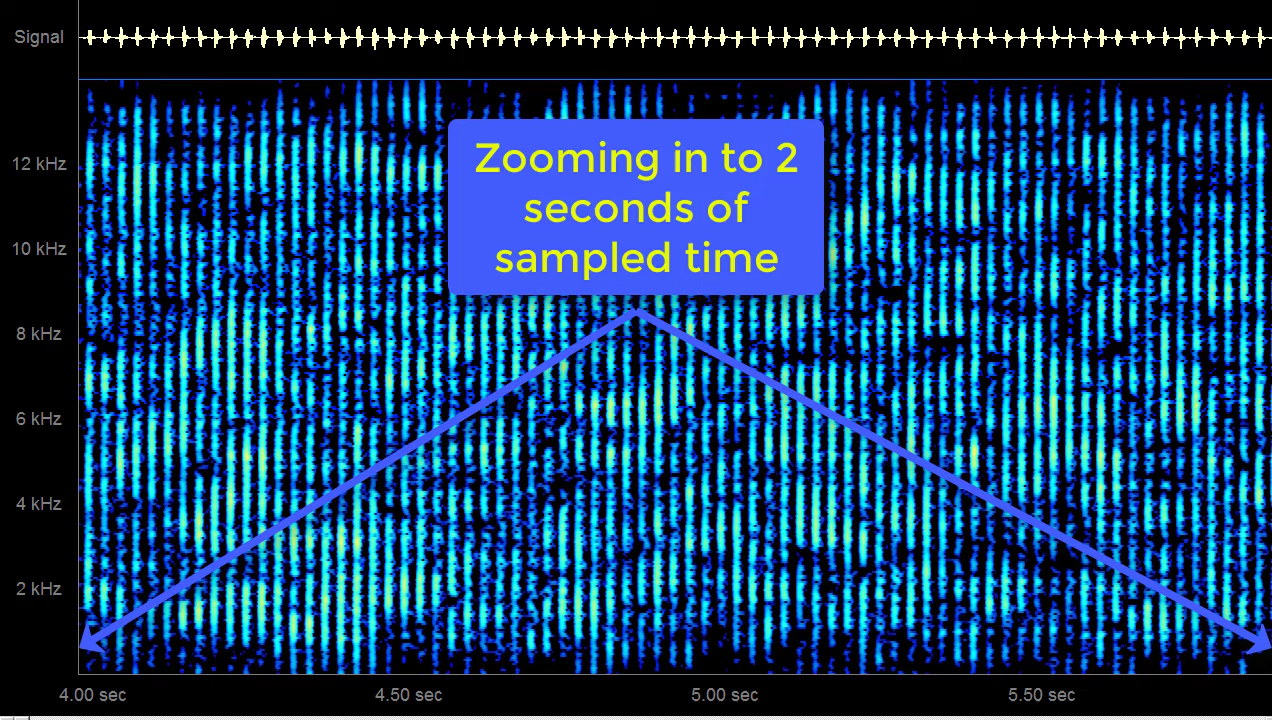 Signal
Zooming in to 2
seconds of
sampled time
12 kHz
10 kHz
8 kHz
6 kHz
4 kHz
2 kHz
4.00 sec
4.50 sec
5.00 sec
5.50 sec